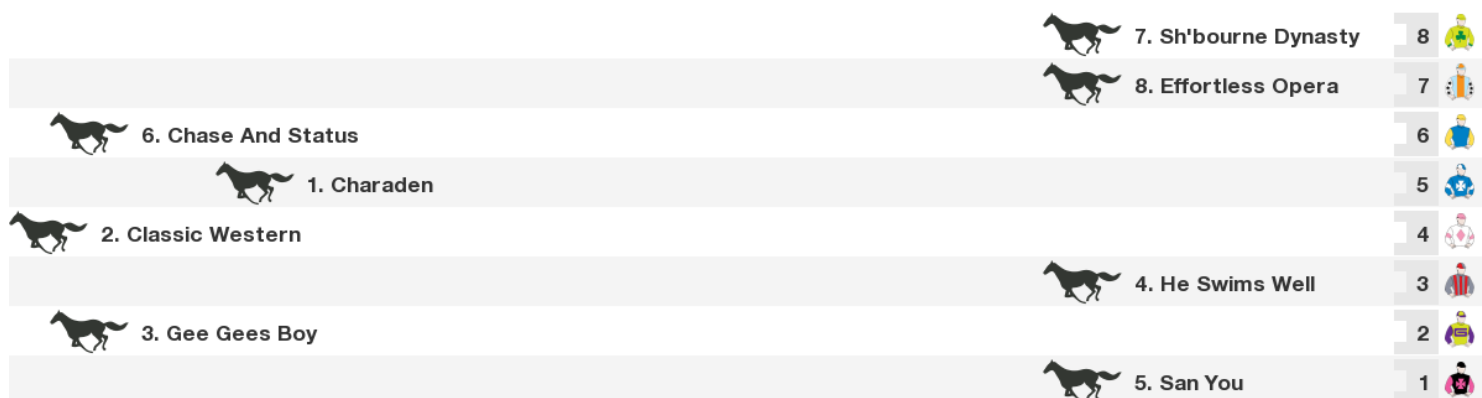 7. Sh'bourne Dynasty 8
8. Effortless Opera 7
6. Chase And Status 6
1. Charaden 5
2. Classic Western 4
4. He Swims Well 3
3. Gee Gees Boy 2
G
5. San You 1